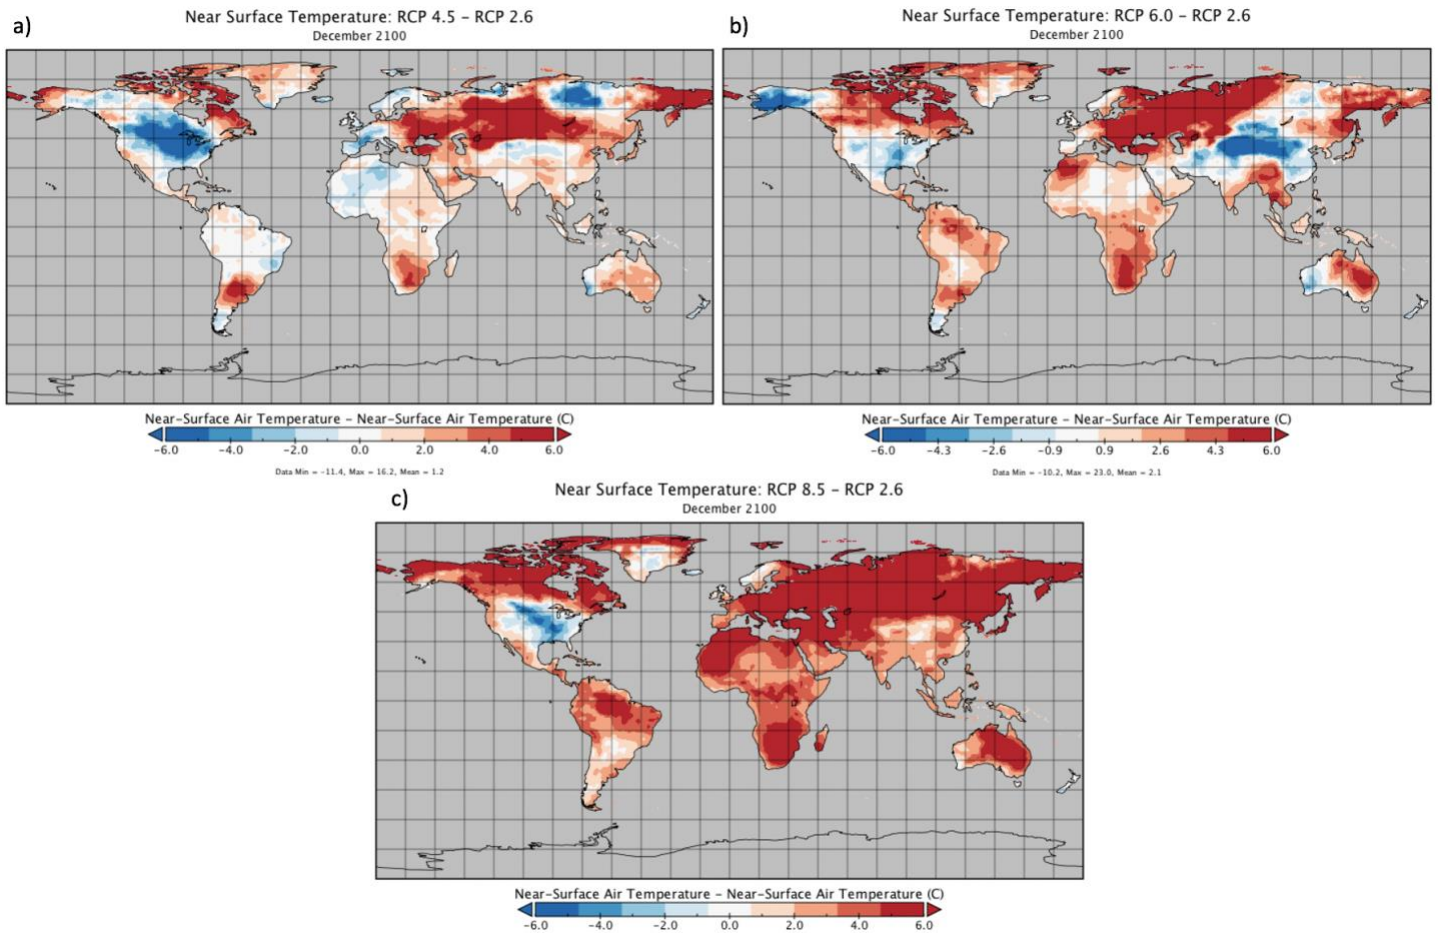 a)
Near Surface Temperature: RCP 4.5 – RCP 2.6
December 2100
Near-Surface Air Temperature – Near-Surface Air Temperature (C)
-6.0 -4.0 -2.0 0.0 2.0 4.0 6.0
Data Min = -11.4, Max = 16.2, Mean = 1.2
b)
Near Surface Temperature: RCP 6.0 – RCP 2.6
December 2100
Near-Surface Air Temperature – Near-Surface Air Temperature (C)
-6.0 -4.3 -2.6 -0.9 0.9 2.6 4.3 6.0
Data Min = -10.2, Max = 23.0, Mean = 2.1
c)
Near Surface Temperature: RCP 8.5 – RCP 2.6
December 2100
Near-Surface Air Temperature – Near-Surface Air Temperature (C)
-6.0 -4.0 -2.0 0.0 2.0 4.0 6.0